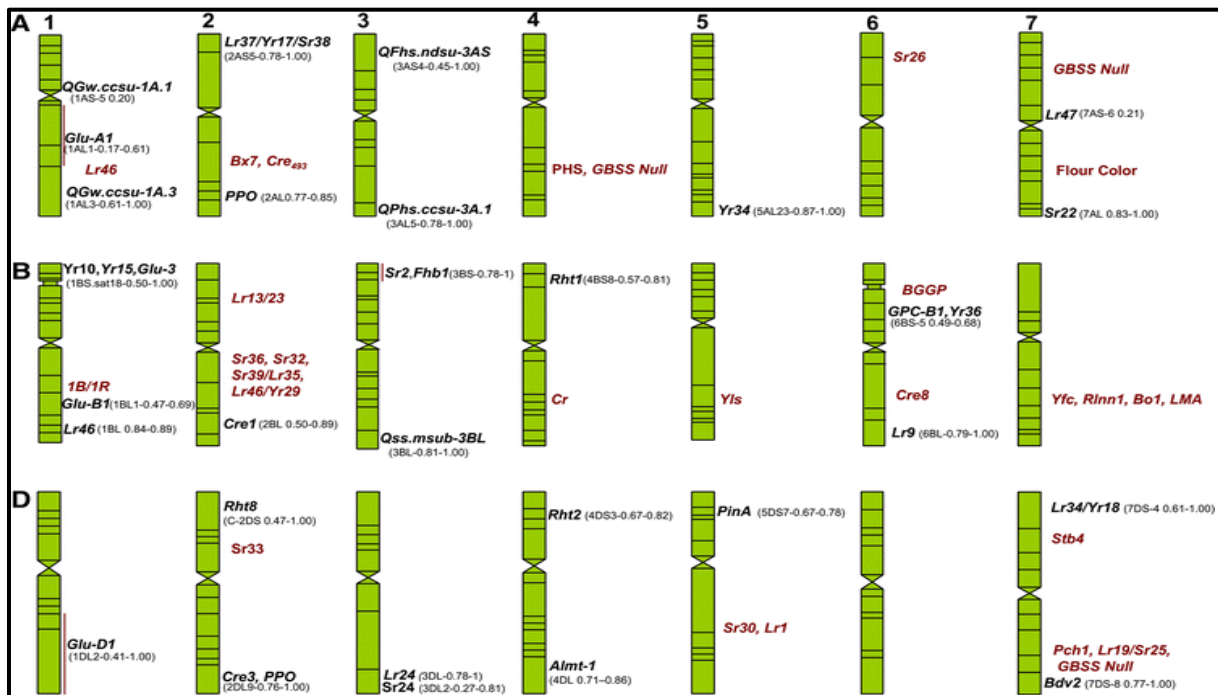 A
1 2 3 4 5 6 7
QGw.ccsu-1A.1
(1AS-5 0.20)
Glu-A1
(1AL1-0.17-0.61)
Lr46
QGw.ccsu-1A.3
(1AL3-0.61-1.00)
Lr37/Yr17/Sr38
(2AS5-0.78-1.00)
Bx7, Cre493
PPO (2AL0.77-0.85)
QFhs.ndsu-3AS
(3AS4-0.45-1.00)
QPhs.ccsu-3A.1
(3AL5-0.78-1.00)
PHS, GBSS Null
Yr34 (5AL23-0.87-1.00)
Sr26
GBSS Null
Lr47 (7AS-6 0.21)
Flour Color
Sr22 (7AL 0.83-1.00)
B
Yr10,Yr15,Glu-3
(1BS.sat18-0.50-1.00)
1B/1R
Glu-B1 (1BL1-0.47-0.69)
Lr46 (1BL 0.84-0.89)
Lr13/23
Sr36, Sr32,
Sr39/Lr35,
Lr46/Yr29
Cre1 (2BL 0.50-0.89)
Sr2,Fhb1 (3BS-0.78-1)
Qss.msub-3BL
(3BL-0.81-1.00)
Rht1 (4BS8-0.57-0.81)
Cr
Yls
BGGP
GPC-B1,Yr36
(6BS-5 0.49-0.68)
Cre8
Lr9 (6BL-0.79-1.00)
Yfc, Rlnn1, Bo1, LMA
D
Glu-D1
(1DL2-0.41-1.00)
Rht8
(C-2DS 0.47-1.00)
Sr33
Cre3, PPO
(2DL9-0.76-1.00)
Lr24 (3DL-0.78-1)
Sr24 (3DL2-0.27-0.81)
Rht2 (4DS3-0.67-0.82)
Almt-1
(4DL 0.71–0.86)
PinA (5DS7-0.67-0.78)
Sr30, Lr1
Lr34/Yr18 (7DS-4 0.61-1.00)
Stb4
Pch1, Lr19/Sr25,
GBSS Null
Bdv2 (7DS-8 0.77-1.00)